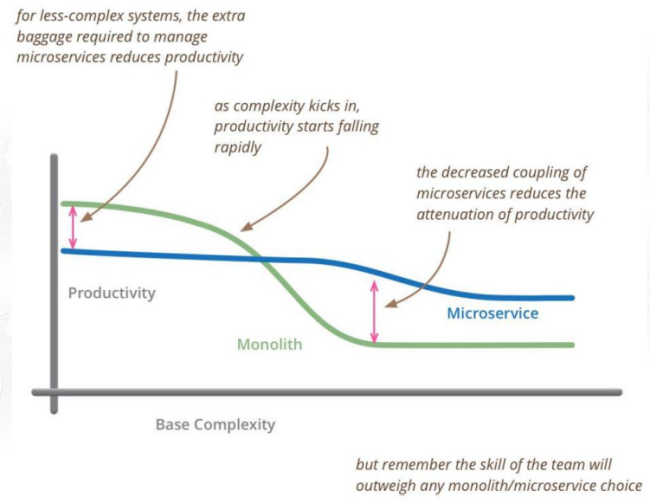 for less-complex systems, the extra
baggage required to manage
microservices reduces productivity
as complexity kicks in,
productivity starts falling
rapidly
the decreased coupling of
microservices reduces the
attenuation of productivity
Productivity
Microservice
Monolith
Base Complexity
but remember the skill of the team will
outweigh any monolith/microservice choice